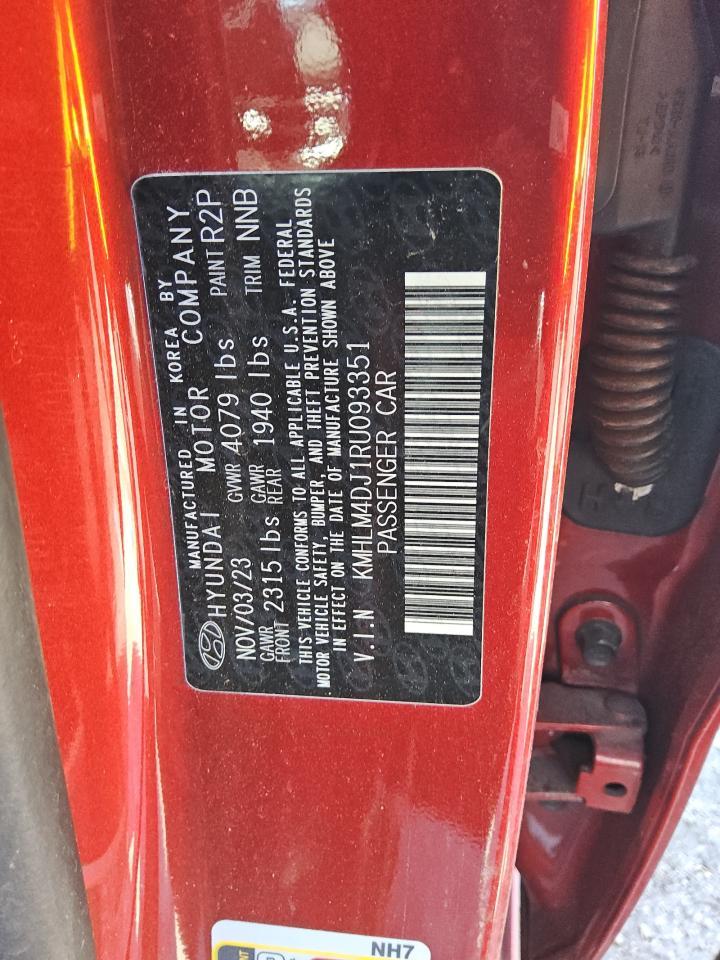 MANUFACTURED IN KOREA BY
HYUNDAI MOTOR COMPANY
NOV/03/23 GVWR 4079 lbs PAINT R2P
GAWR FRONT 2315 lbs GAWR REAR 1940 lbs TRIM NNB
THIS VEHICLE CONFORMS TO ALL APPLICABLE U.S.A. FEDERAL
MOTOR VEHICLE SAFETY, BUMPER, AND THEFT PREVENTION STANDARDS
IN EFFECT ON THE DATE OF MANUFACTURE SHOWN ABOVE
V.I.N KMHLM4DJ1RU093351
PASSENGER CAR
NH7